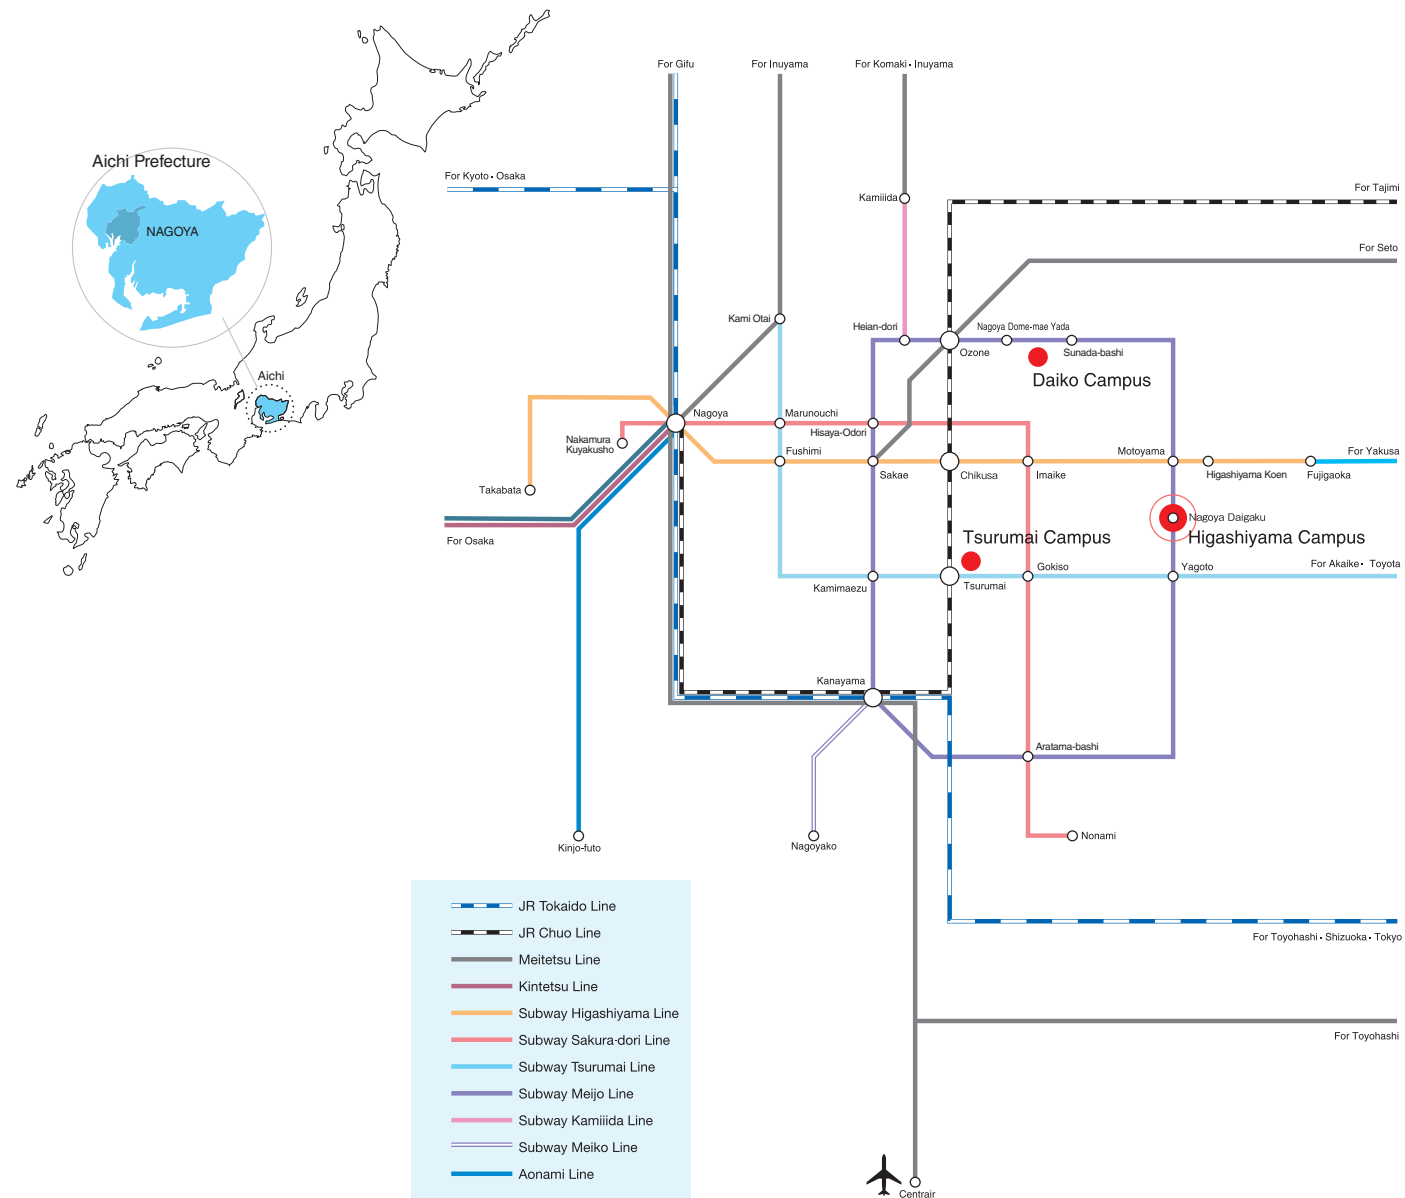 Aichi Prefecture
NAGOYA
Aichi
For Gifu
For Inuyama
For Komaki・Inuyama
For Kyoto・Osaka
For Tajimi
Kamiiida
For Seto
Kami Otai
Heian-dori
Nagoya Dome-mae Yada
Ozone
Sunada-bashi
Daiko Campus
Nagoya
Marunouchi
Hisaya-Odori
Nakamura
Kuyakusho
Fushimi
Motoyama
For Yakusa
Sakae
Chikusa
Imaike
Higashiyama Koen
Fujigaoka
Takabata
Nagoya Daigaku
For Osaka
Tsurumai Campus
Higashiyama Campus
For Akaike・ Toyota
Gokiso
Yagoto
Kamimaezu
Tsurumai
Kanayama
Aratama-bashi
Kinjo-futo
Nagoyako
Nonami
For Toyohashi・Shizuoka・Tokyo
For Toyohashi
Centrair
JR Tokaido Line
JR Chuo Line
Meitetsu Line
Kintetsu Line
Subway Higashiyama Line
Subway Sakura-dori Line
Subway Tsurumai Line
Subway Meijo Line
Subway Kamiiida Line
Subway Meiko Line
Aonami Line